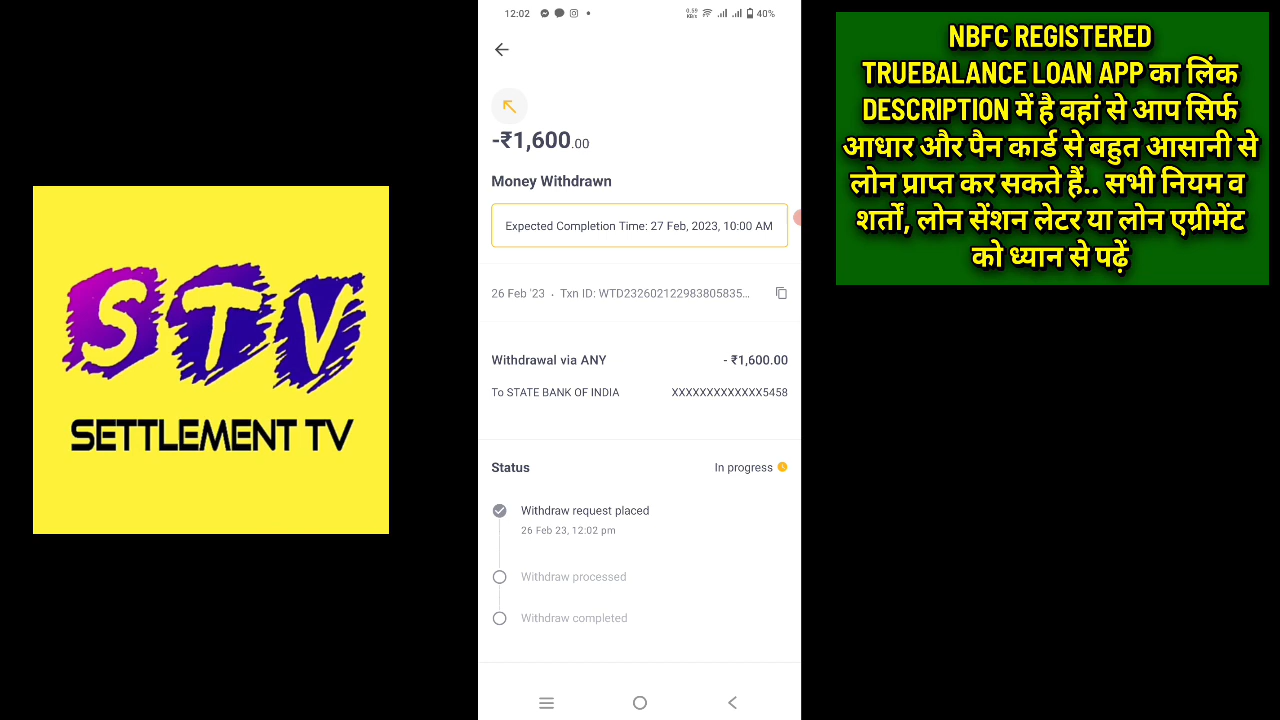 STV
SETTLEMENT TV
12:02
0.59 KB/s
40%
-₹1,600.00
Money Withdrawn
Expected Completion Time: 27 Feb, 2023, 10:00 AM
26 Feb '23 · Txn ID: WTD232602122983805835...
Withdrawal via ANY - ₹1,600.00
To STATE BANK OF INDIA XXXXXXXXXXXXX5458
Status In progress
Withdraw request placed
26 Feb 23, 12:02 pm
Withdraw processed
Withdraw completed
NBFC REGISTERED
TRUEBALANCE LOAN APP का लिंक
DESCRIPTION में है वहां से आप सिर्फ
आधार और पैन कार्ड से बहुत आसानी से
लोन प्राप्त कर सकते हैं.. सभी नियम व
शर्तों, लोन सेंशन लेटर या लोन एग्रीमेंट
को ध्यान से पढ़ें